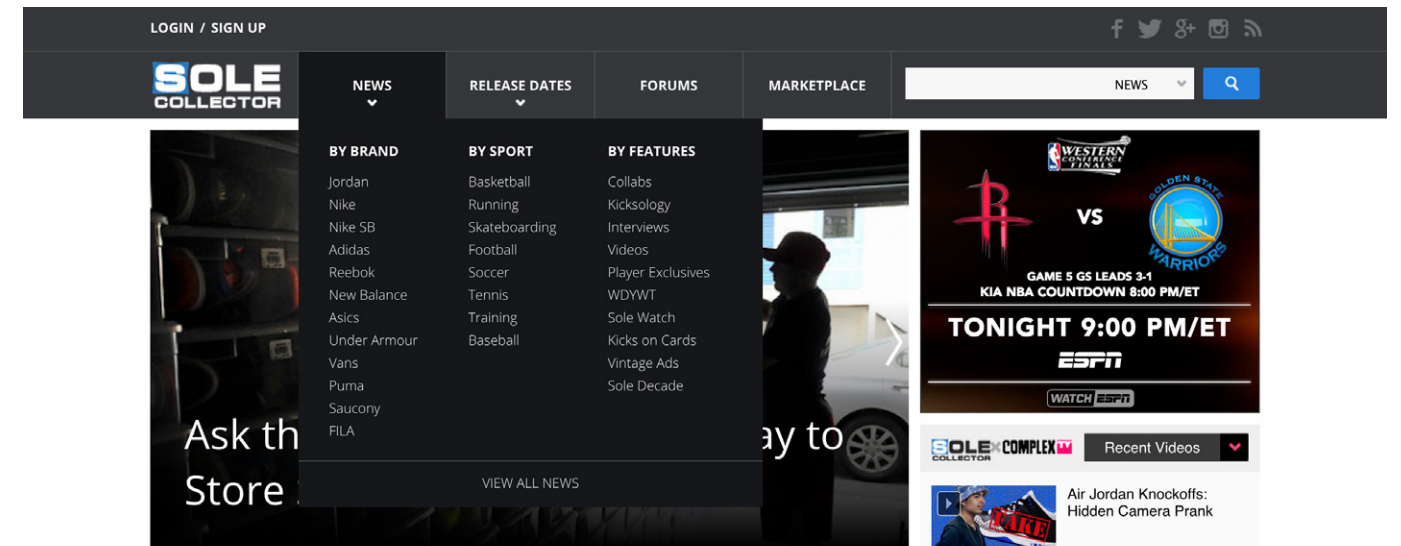 LOGIN / SIGN UP
SOLE
COLLECTOR
NEWS
RELEASE DATES
FORUMS
MARKETPLACE
NEWS
BY BRAND
Jordan
Nike
Nike SB
Adidas
Reebok
New Balance
Asics
Under Armour
Vans
Puma
Saucony
FILA
BY SPORT
Basketball
Running
Skateboarding
Football
Soccer
Tennis
Training
Baseball
BY FEATURES
Collabs
Kicksology
Interviews
Videos
Player Exclusives
WDYWT
Sole Watch
Kicks on Cards
Vintage Ads
Sole Decade
VIEW ALL NEWS
Ask th ay to
Store
WESTERN
CONFERENCE
FINALS
GOLDEN STATE
WARRIORS
VS
GAME 5 GS LEADS 3-1
KIA NBA COUNTDOWN 8:00 PM/ET
TONIGHT 9:00 PM/ET
ESPN
WATCH ESPN
SOLE COLLECTOR × COMPLEX TV
Recent Videos
Air Jordan Knockoffs:
Hidden Camera Prank
FAKE